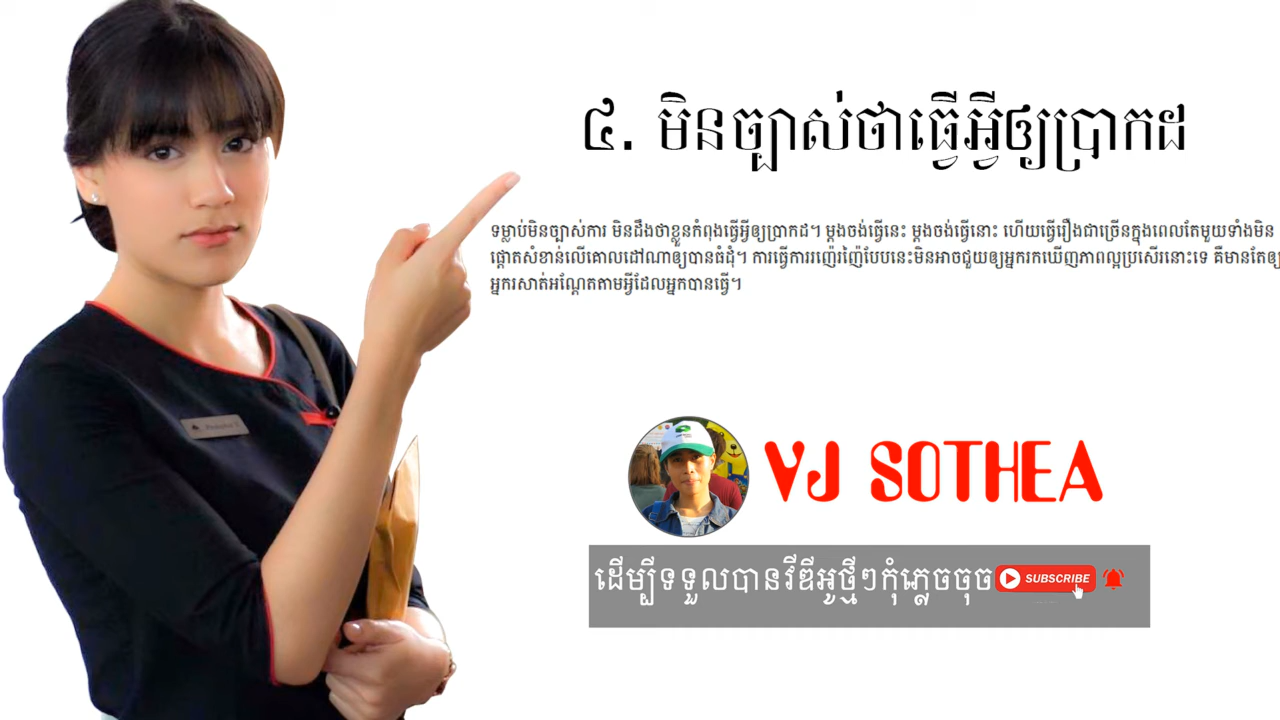 ៤. មិនច្បាស់ថាធ្វើអ្វីឲ្យប្រាកដ
ទម្លាប់មិនច្បាស់ការ មិនដឹងថាខ្លួនកំពុងធ្វើអ្វីឲ្យប្រាកដ។ ម្តងចង់ធ្វើនេះ ម្តងចង់ធ្វើនោះ ហើយធ្វើរឿងជាច្រើនក្នុងពេលតែមួយទាំងមិន
ផ្តោតសំខាន់លើគោលដៅណាឲ្យបានធំដុំ។ ការធ្វើការរញ៉េរញ៉ៃបែបនេះមិនអាចជួយឲ្យអ្នករកឃើញភាពល្អប្រសើរនោះទេ គឺមានតែឲ្យ
អ្នករសាត់អណ្តែតតាមអ្វីដែលអ្នកបានធ្វើ។
VJ SOTHEA
ដើម្បីទទួលបានវីឌីអូថ្មីៗកុំភ្លេចចុច SUBSCRIBE